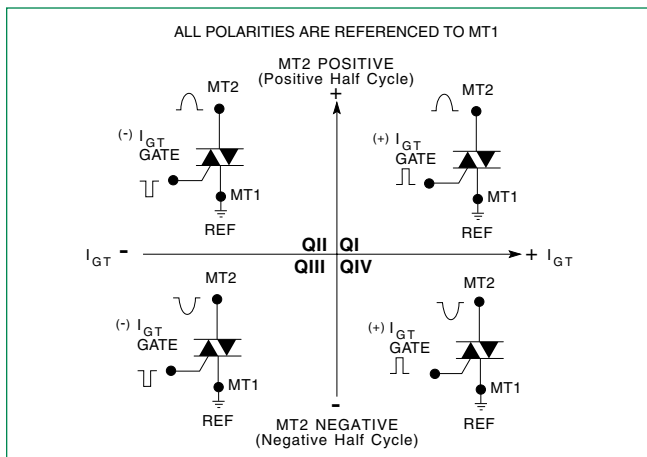 ALL POLARITIES ARE REFERENCED TO MT1
MT2 POSITIVE
(Positive Half Cycle)
+
MT2
(-) IGT
GATE
MT1
REF
MT2
(+) IGT
GATE
MT1
REF
IGT -
QII QI
QIII QIV
+ IGT
MT2
(-) IGT
GATE
MT1
REF
MT2
(+) IGT
GATE
MT1
REF
-
MT2 NEGATIVE
(Negative Half Cycle)